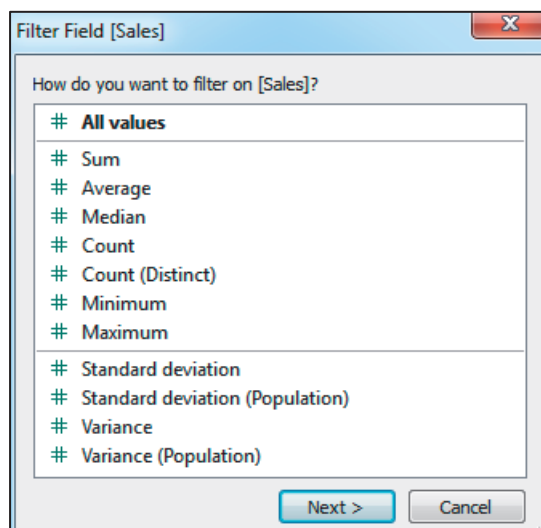 Filter Field [Sales]
How do you want to filter on [Sales]?
# All values
# Sum
# Average
# Median
# Count
# Count (Distinct)
# Minimum
# Maximum
# Standard deviation
# Standard deviation (Population)
# Variance
# Variance (Population)
Next > Cancel